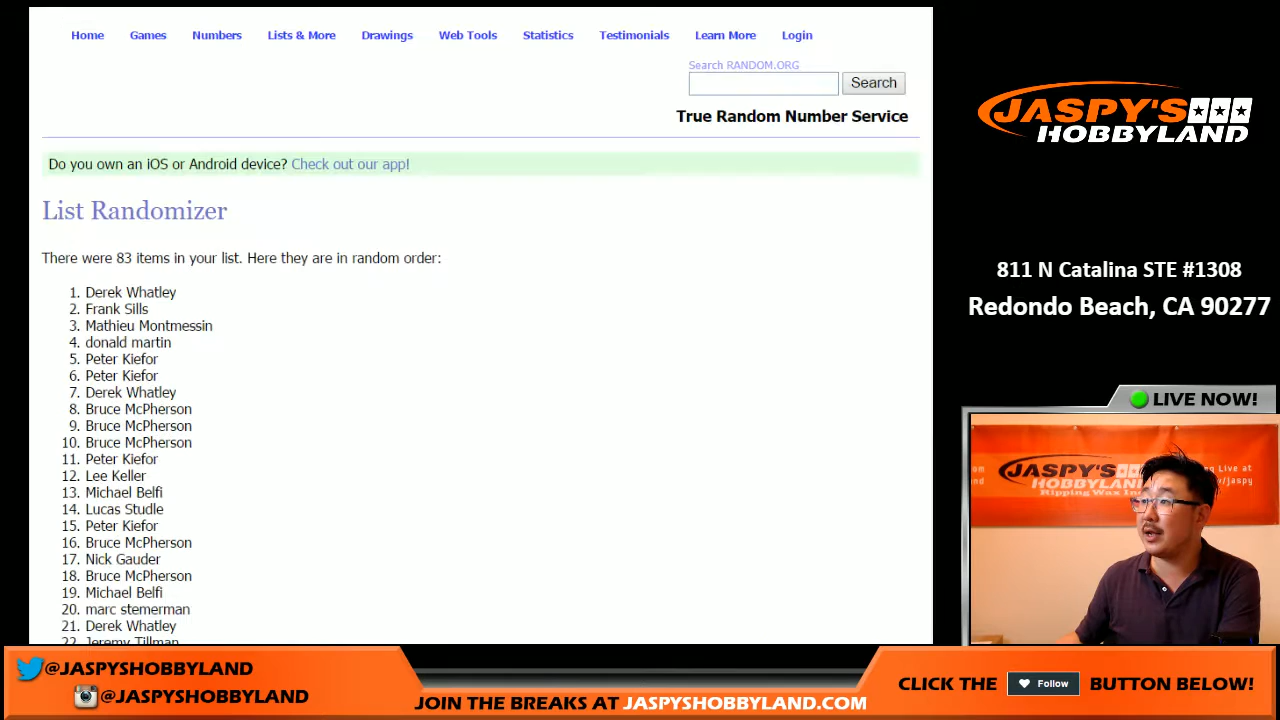 Home Games Numbers Lists & More Drawings Web Tools Statistics Testimonials Learn More Login
Search RANDOM.ORG
Search
True Random Number Service
Do you own an iOS or Android device? Check out our app!
List Randomizer
There were 83 items in your list. Here they are in random order:
1. Derek Whatley
2. Frank Sills
3. Mathieu Montmessin
4. donald martin
5. Peter Kiefor
6. Peter Kiefor
7. Derek Whatley
8. Bruce McPherson
9. Bruce McPherson
10. Bruce McPherson
11. Peter Kiefor
12. Lee Keller
13. Michael Belfi
14. Lucas Studle
15. Peter Kiefor
16. Bruce McPherson
17. Nick Gauder
18. Bruce McPherson
19. Michael Belfi
20. marc stemerman
21. Derek Whatley
22. Jeremy Tillman
JASPY'S
HOBBYLAND
811 N Catalina STE #1308
Redondo Beach, CA 90277
LIVE NOW!
JASPY'S
HOBBYLAND
Ripping Wax
Live at
/jaspy
@JASPYSHOBBYLAND
@JASPYSHOBBYLAND
JOIN THE BREAKS AT JASPYSHOBBYLAND.COM
CLICK THE Follow BUTTON BELOW!